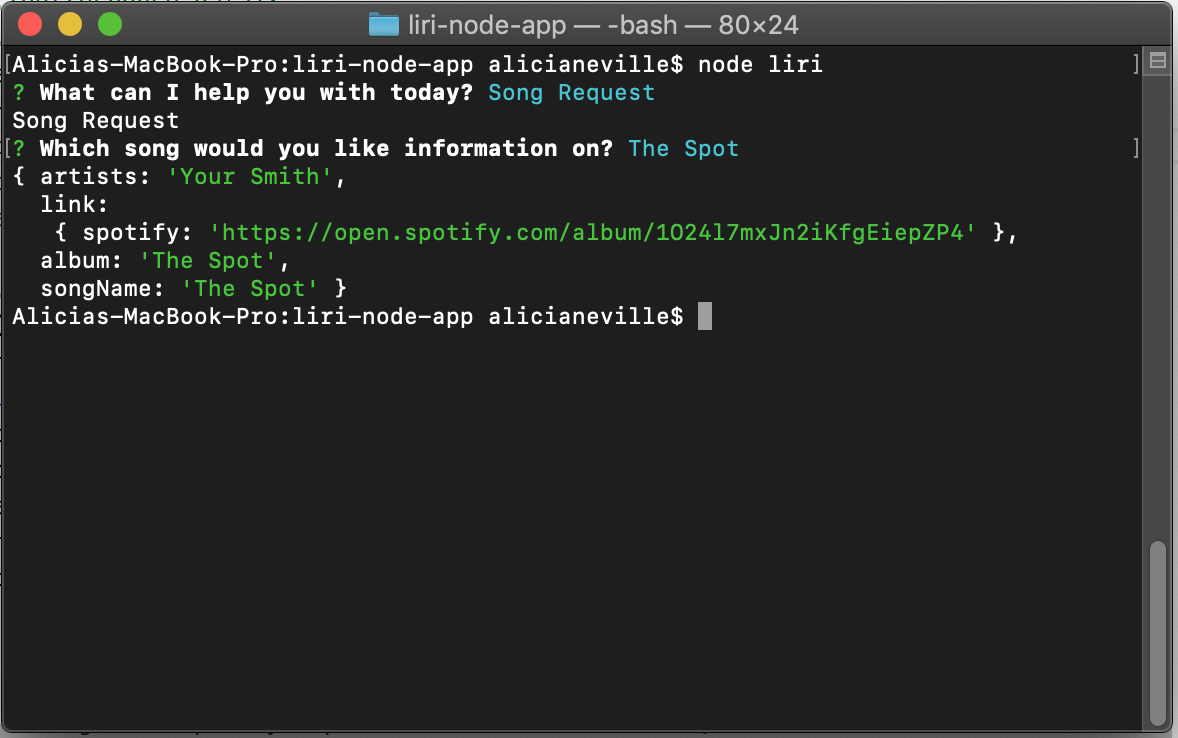 liri-node-app — -bash — 80×24
[Alicias-MacBook-Pro:liri-node-app alicianeville$ node liri ]
? What can I help you with today? Song Request
Song Request
[? Which song would you like information on? The Spot ]
{ artists: 'Your Smith',
  link:
   { spotify: 'https://open.spotify.com/album/1O24l7mxJn2iKfgEiepZP4' },
  album: 'The Spot',
  songName: 'The Spot' }
Alicias-MacBook-Pro:liri-node-app alicianeville$